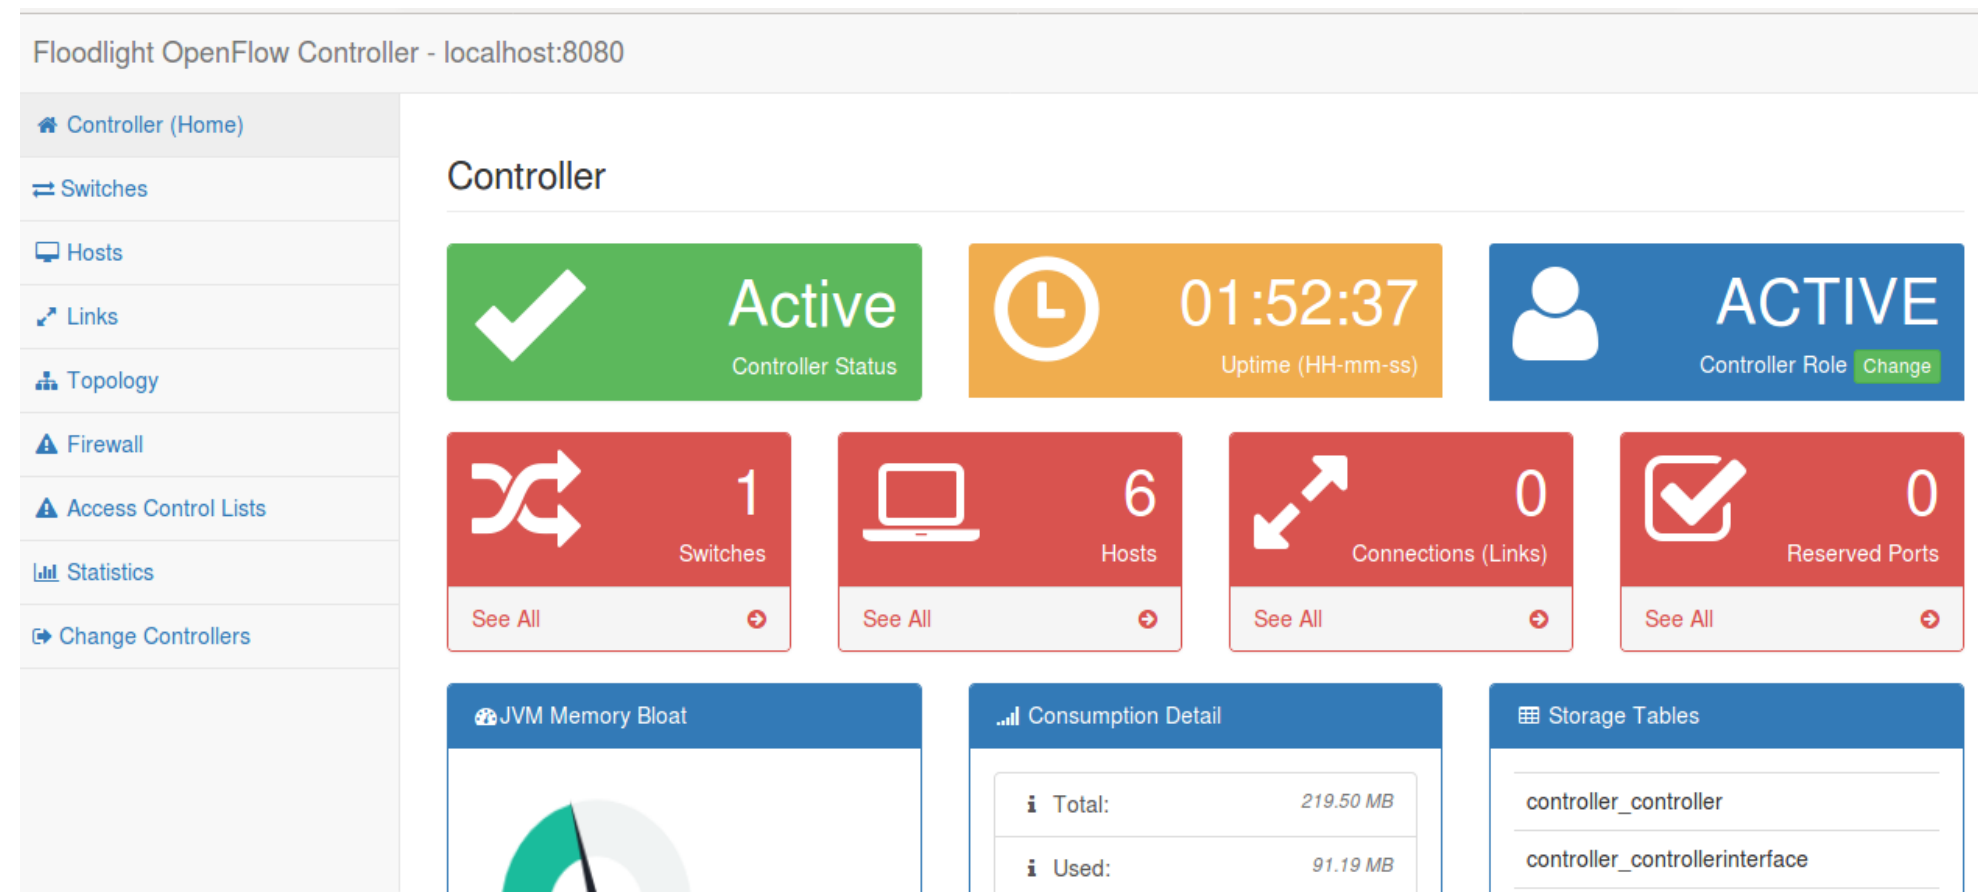 Floodlight OpenFlow Controller - localhost:8080
Controller (Home)
Switches
Hosts
Links
Topology
Firewall
Access Control Lists
Statistics
Change Controllers
Controller
Active
Controller Status
01:52:37
Uptime (HH-mm-ss)
ACTIVE
Controller Role Change
1
Switches
See All
6
Hosts
See All
0
Connections (Links)
See All
0
Reserved Ports
See All
JVM Memory Bloat
Consumption Detail
Total: 219.50 MB
Used: 91.19 MB
Storage Tables
controller_controller
controller_controllerinterface